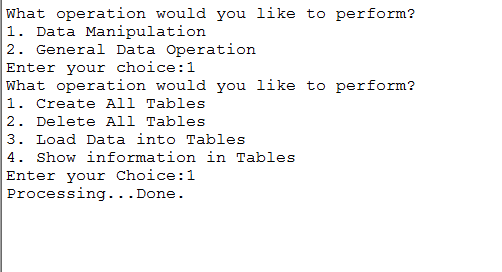 What operation would you like to perform?
1. Data Manipulation
2. General Data Operation
Enter your choice:1
What operation would you like to perform?
1. Create All Tables
2. Delete All Tables
3. Load Data into Tables
4. Show information in Tables
Enter your Choice:1
Processing...Done.